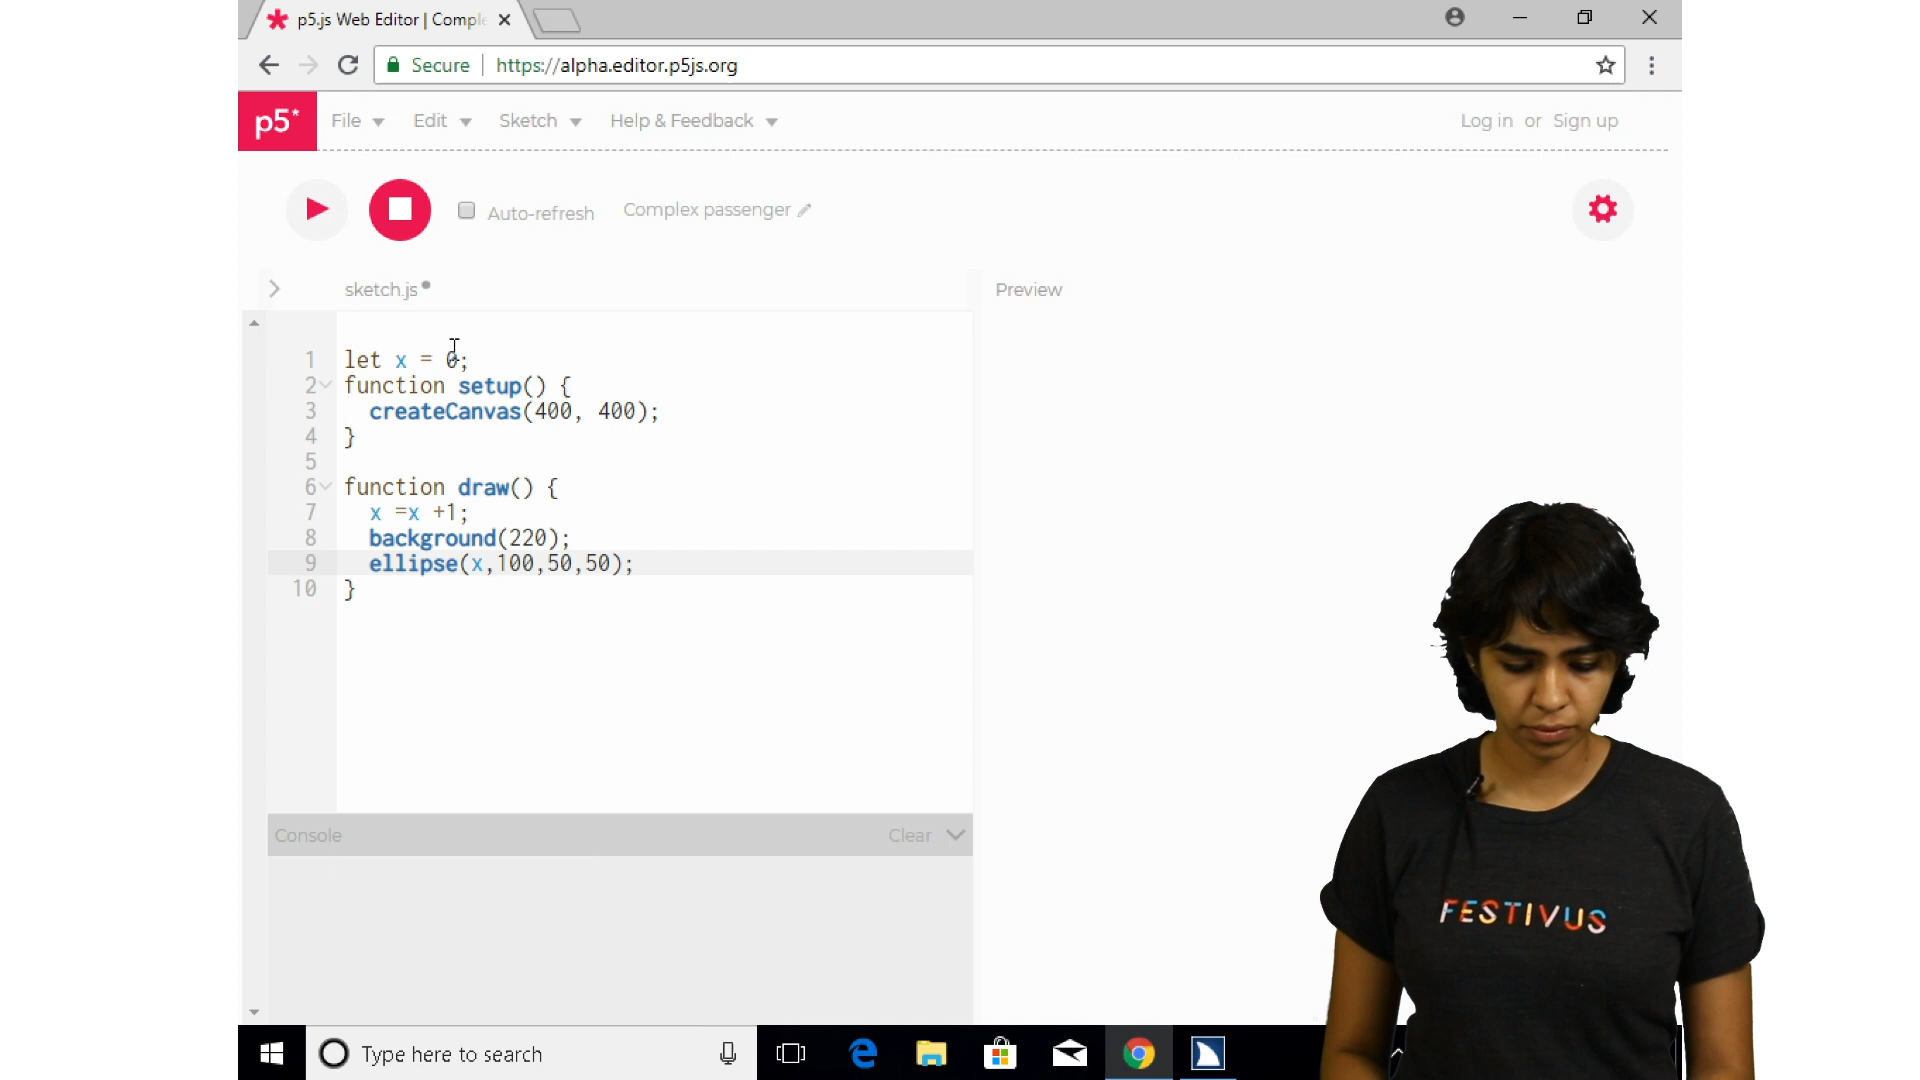 p5.js Web Editor | Comple
Secure | https://alpha.editor.p5js.org
p5* File Edit Sketch Help & Feedback Log in or Sign up
Auto-refresh Complex passenger
sketch.js Preview
1 let x = 0;
2 function setup() {
3 createCanvas(400, 400);
4 }
5
6 function draw() {
7 x =x +1;
8 background(220);
9 ellipse(x,100,50,50);
10 }
Console Clear
FESTIVUS
Type here to search